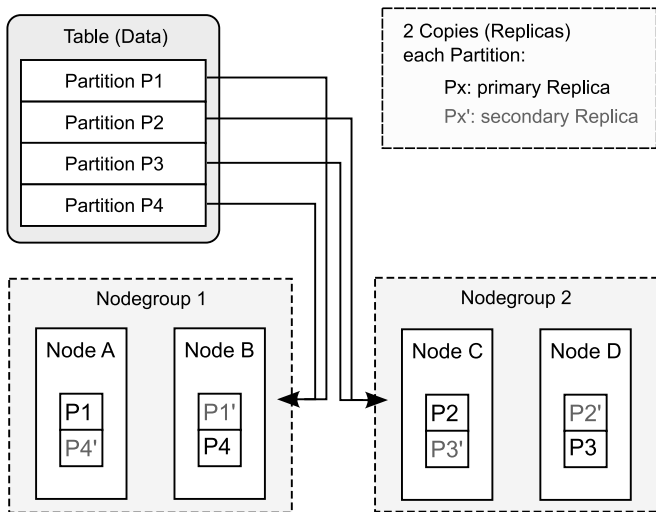 Table (Data)
Partition P1
Partition P2
Partition P3
Partition P4
2 Copies (Replicas)
each Partition:
Px: primary Replica
Px': secondary Replica
Nodegroup 1
Node A
P1
P4'
Node B
P1'
P4
Nodegroup 2
Node C
P2
P3'
Node D
P2'
P3